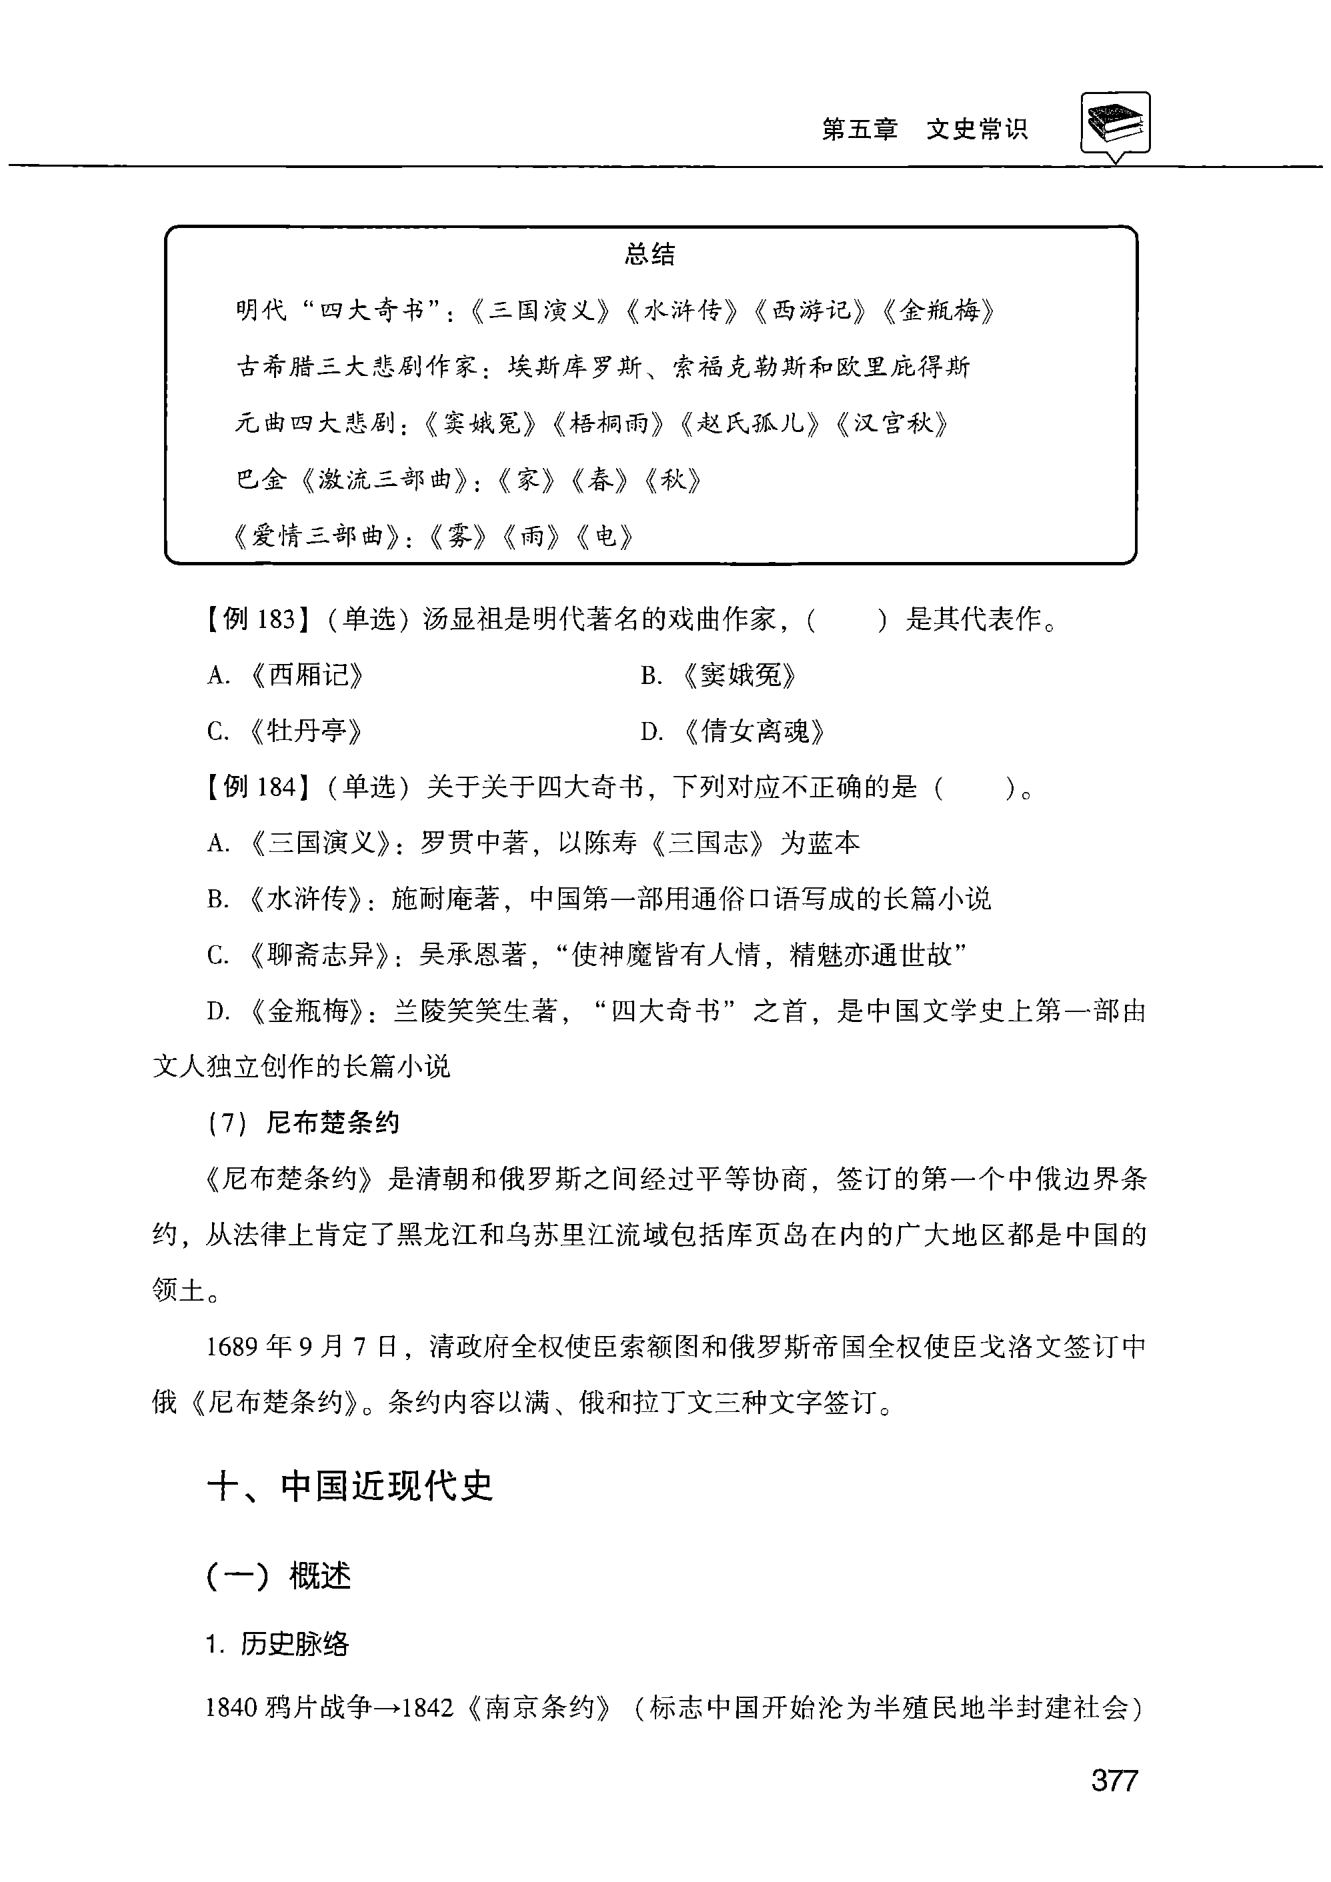 第五章 文史常识
总结
明代“四大奇书”：《三国演义》《水浒传》《西游记》《金瓶梅》
古希腊三大悲剧作家：埃斯库罗斯、索福克勒斯和欧里庇得斯
元曲四大悲剧：《窦娥冤》《梧桐雨》《赵氏孤儿》《汉宫秋》
巴金《激流三部曲》：《家》《春》《秋》
《爱情三部曲》：《雾》《雨》《电》
【例 183】（单选）汤显祖是明代著名的戏曲作家，（　　）是其代表作。
A. 《西厢记》 B. 《窦娥冤》
C. 《牡丹亭》 D. 《倩女离魂》
【例 184】（单选）关于关于四大奇书，下列对应不正确的是（　　）。
A. 《三国演义》：罗贯中著，以陈寿《三国志》为蓝本
B. 《水浒传》：施耐庵著，中国第一部用通俗口语写成的长篇小说
C. 《聊斋志异》：吴承恩著，“使神魔皆有人情，精魅亦通世故”
D. 《金瓶梅》：兰陵笑笑生著，“四大奇书”之首，是中国文学史上第一部由
文人独立创作的长篇小说
（7）尼布楚条约
《尼布楚条约》是清朝和俄罗斯之间经过平等协商，签订的第一个中俄边界条
约，从法律上肯定了黑龙江和乌苏里江流域包括库页岛在内的广大地区都是中国的
领土。
1689 年 9 月 7 日，清政府全权使臣索额图和俄罗斯帝国全权使臣戈洛文签订中
俄《尼布楚条约》。条约内容以满、俄和拉丁文三种文字签订。
十、中国近现代史
（一）概述
1. 历史脉络
1840 鸦片战争→1842《南京条约》（标志中国开始沦为半殖民地半封建社会）
377